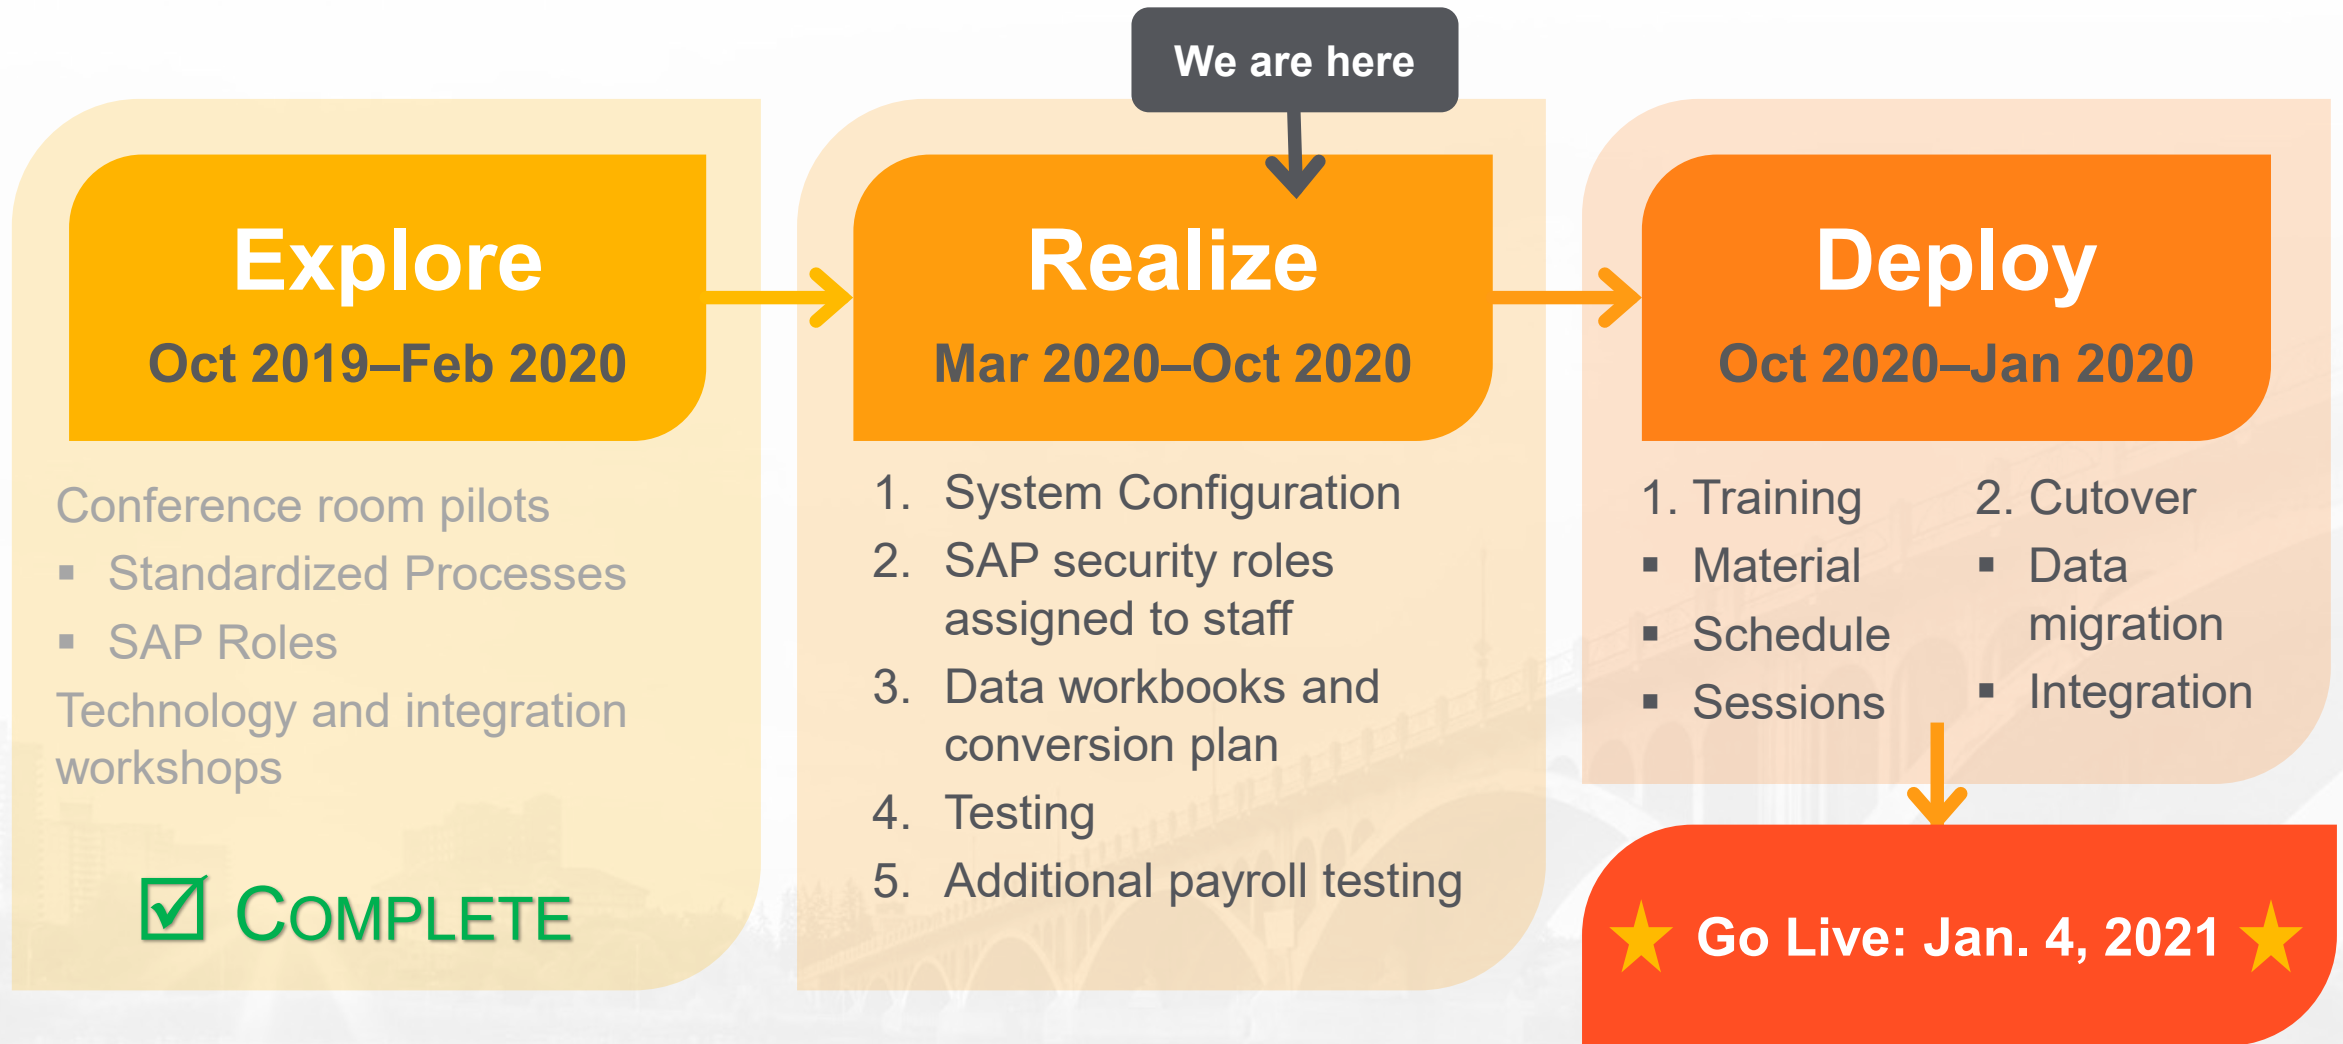 We are here
Explore
Oct 2019–Feb 2020
Conference room pilots
▪ Standardized Processes
▪ SAP Roles
Technology and integration
workshops
☑ COMPLETE
Realize
Mar 2020–Oct 2020
1. System Configuration
2. SAP security roles
assigned to staff
3. Data workbooks and
conversion plan
4. Testing
5. Additional payroll testing
Deploy
Oct 2020–Jan 2020
1. Training
▪ Material
▪ Schedule
▪ Sessions
2. Cutover
▪ Data
migration
▪ Integration
Go Live: Jan. 4, 2021